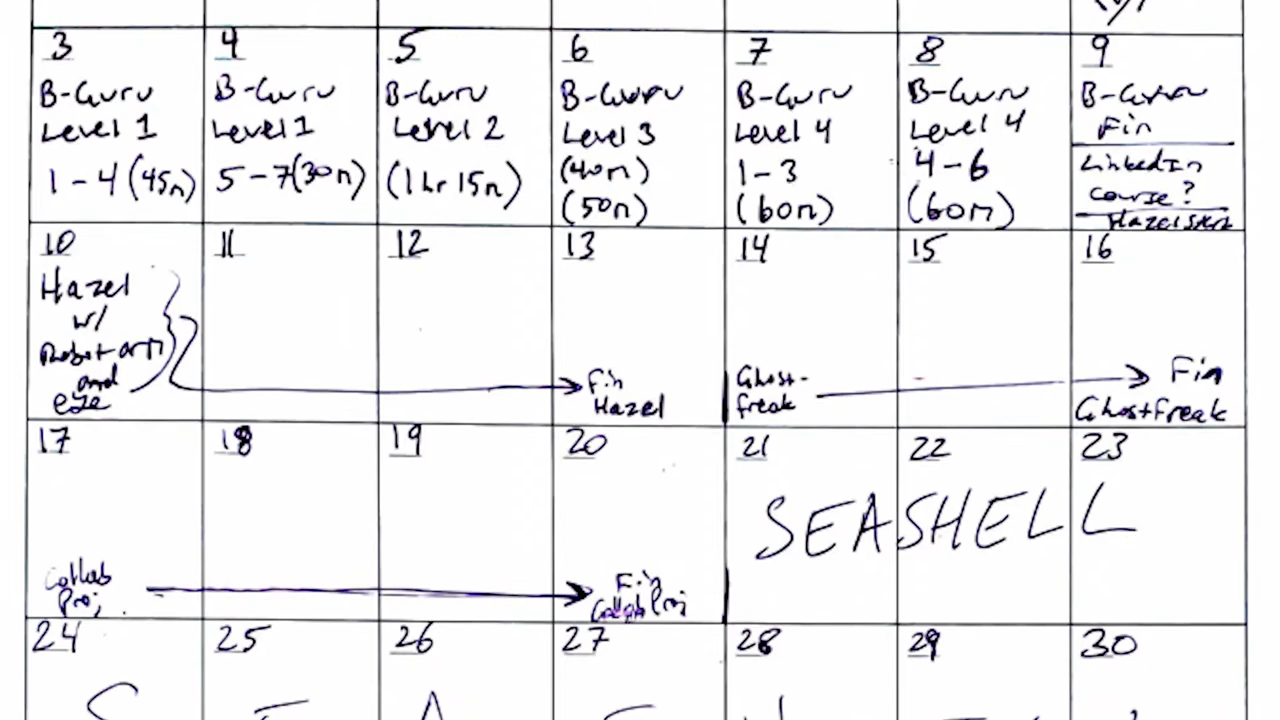 3
B-Guru
Level 1
1-4 (45m)
4
B-Guru
Level 1
5-7 (30m)
5
B-Guru
Level 2
(1hr 15m)
6
B-Guru
Level 3
(40m)
(50m)
7
B-Guru
Level 4
1-3
(60m)
8
B-Guru
Level 4
4-6
(60m)
9
B-Guru
Fin
LinkedIn
course?
Hazel
10
Hazel
w/
Robot arm
and
eye
11
12
13
Fin
Hazel
14
Ghost-
freak
15
16
Fin
Ghostfreak
17
Collab
Proj
18
19
20
Fin
Collab Proj
21
22
23
SEASHELL
24
25
26
27
28
29
30